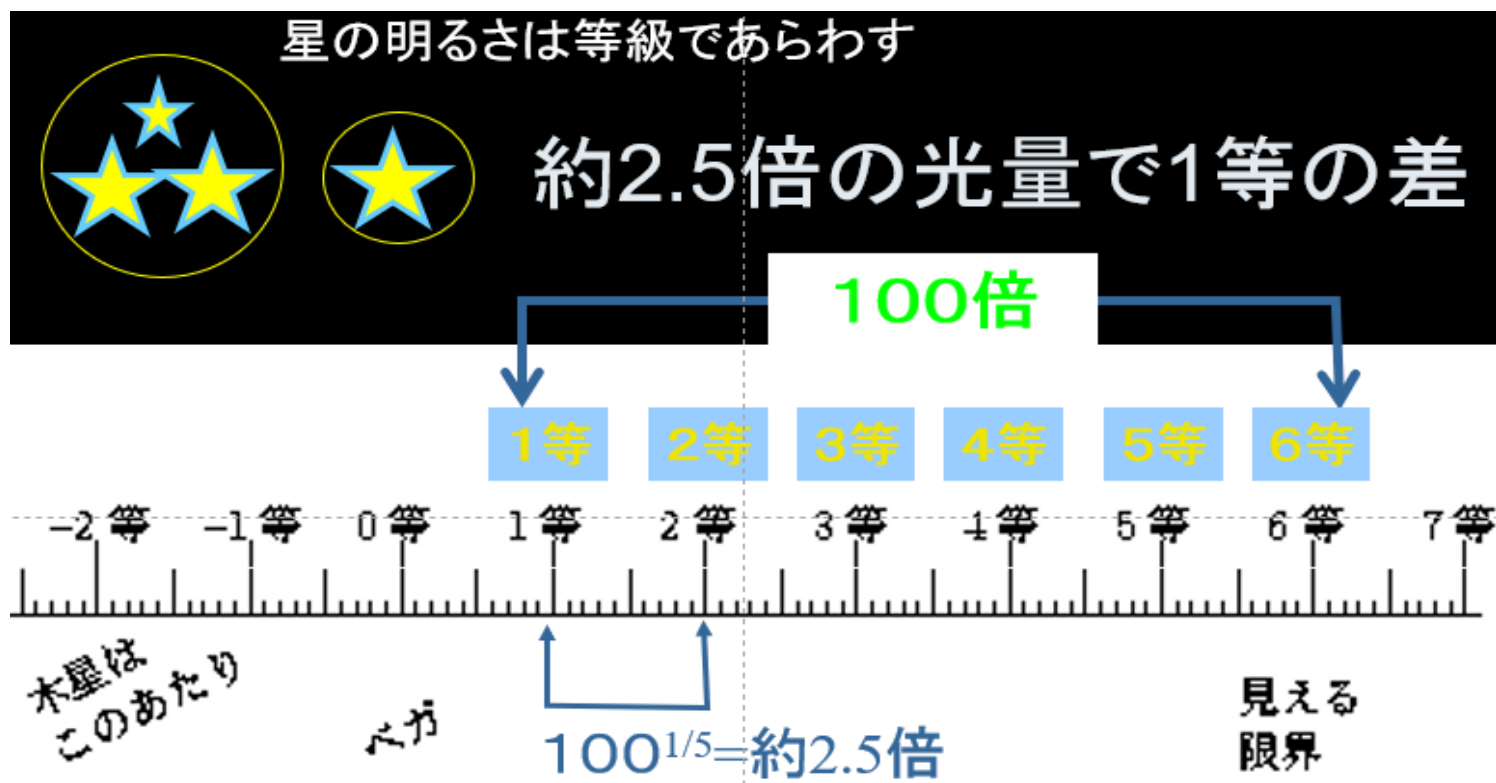 星の明るさは等級であらわす
約2.5倍の光量で1等の差
100倍
1等 2等 3等 4等 5等 6等
-2等 -1等 0等 1等 2等 3等 4等 5等 6等 7等
木星は
このあたり
ベガ
見える
限界
100^1/5=約2.5倍